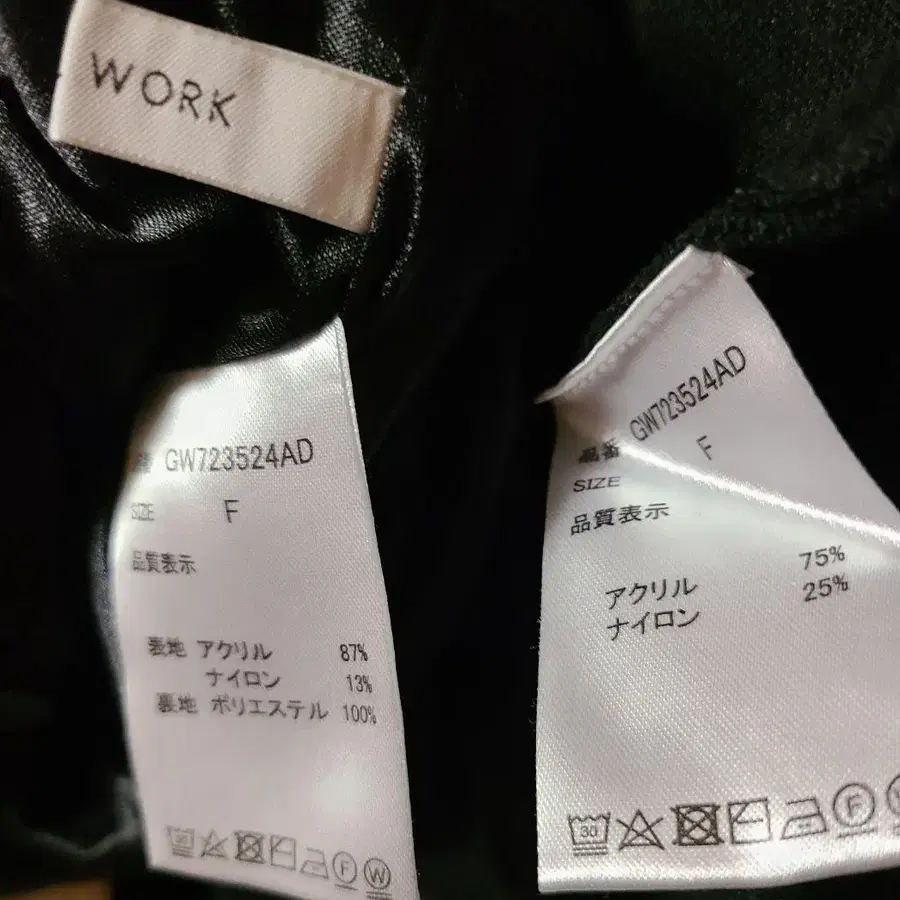 WORK
GW723524AD
SIZE F
品質表示
表地 アクリル 87%
ナイロン 13%
裏地 ポリエステル 100%
30
F W
品番 GW723524AD
SIZE F
品質表示
アクリル 75%
ナイロン 25%
30
F